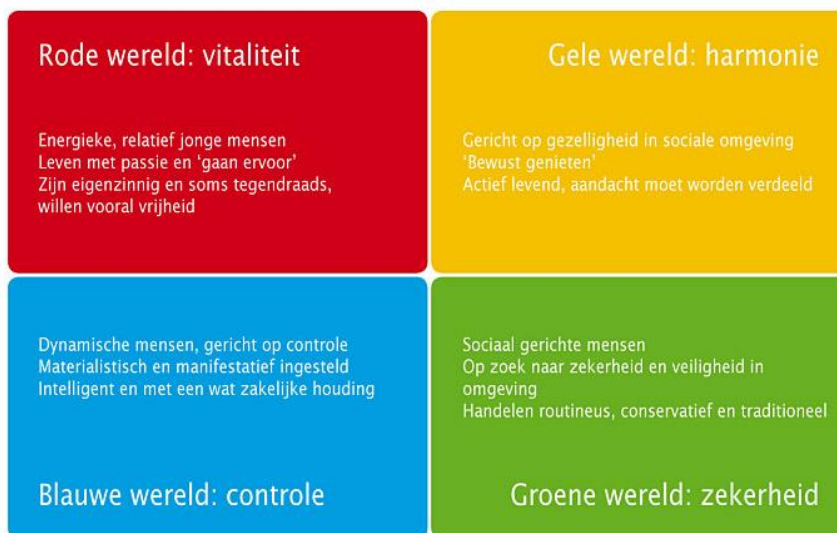 Rode wereld: vitaliteit
Energieke, relatief jonge mensen
Leven met passie en ‘gaan ervoor’
Zijn eigenzinnig en soms tegendraads,
willen vooral vrijheid
Gele wereld: harmonie
Gericht op gezelligheid in sociale omgeving
‘Bewust genieten’
Actief levend, aandacht moet worden verdeeld
Dynamische mensen, gericht op controle
Materialistisch en manifestatief ingesteld
Intelligent en met een wat zakelijke houding
Blauwe wereld: controle
Sociaal gerichte mensen
Op zoek naar zekerheid en veiligheid in
omgeving
Handelen routineus, conservatief en traditioneel
Groene wereld: zekerheid